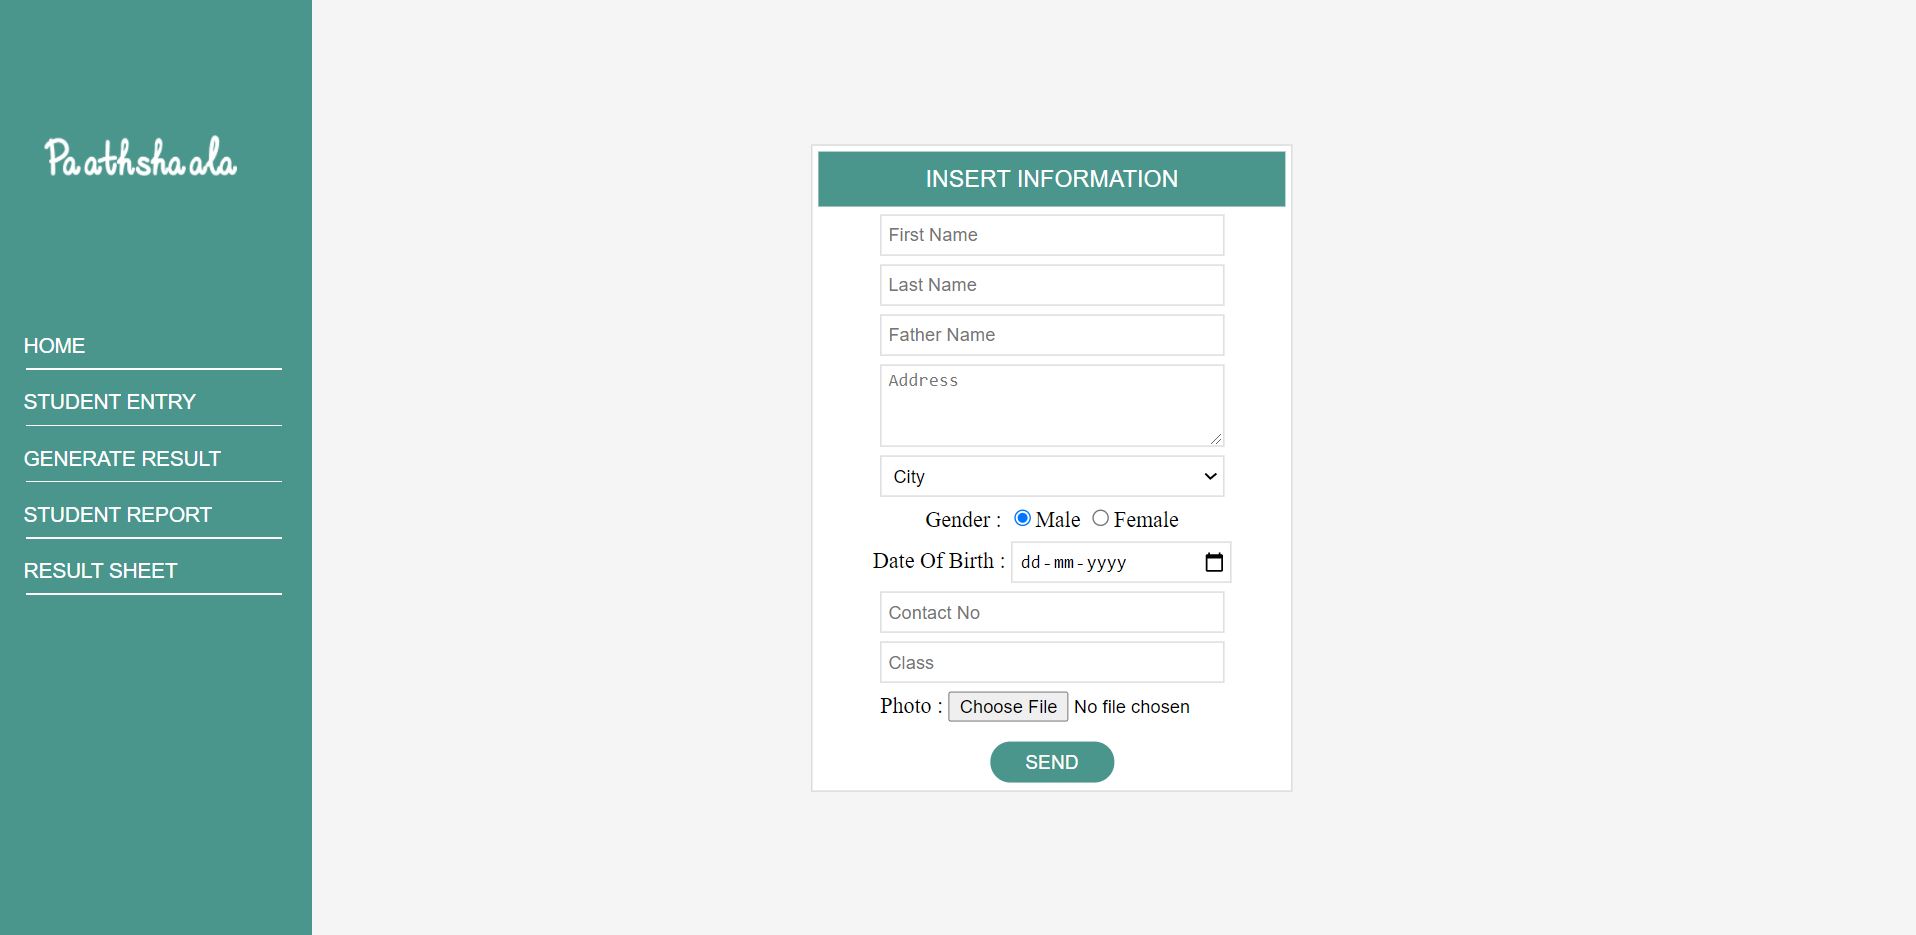 Paathshaala
HOME
STUDENT ENTRY
GENERATE RESULT
STUDENT REPORT
RESULT SHEET
INSERT INFORMATION
First Name
Last Name
Father Name
Address
City
Gender : Male Female
Date Of Birth : dd-mm-yyyy
Contact No
Class
Photo : Choose File No file chosen
SEND